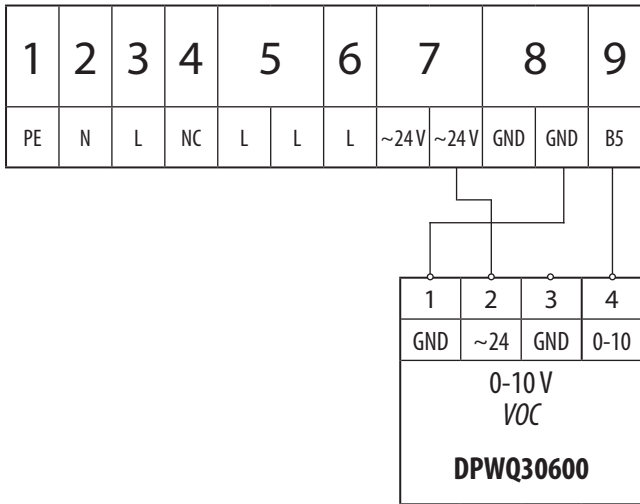 1 2 3 4 5 6 7 8 9
PE N L NC L L L ~24 V ~24 V GND GND B5
1 2 3 4
GND ~24 GND 0-10
0-10 V
VOC
DPWQ30600